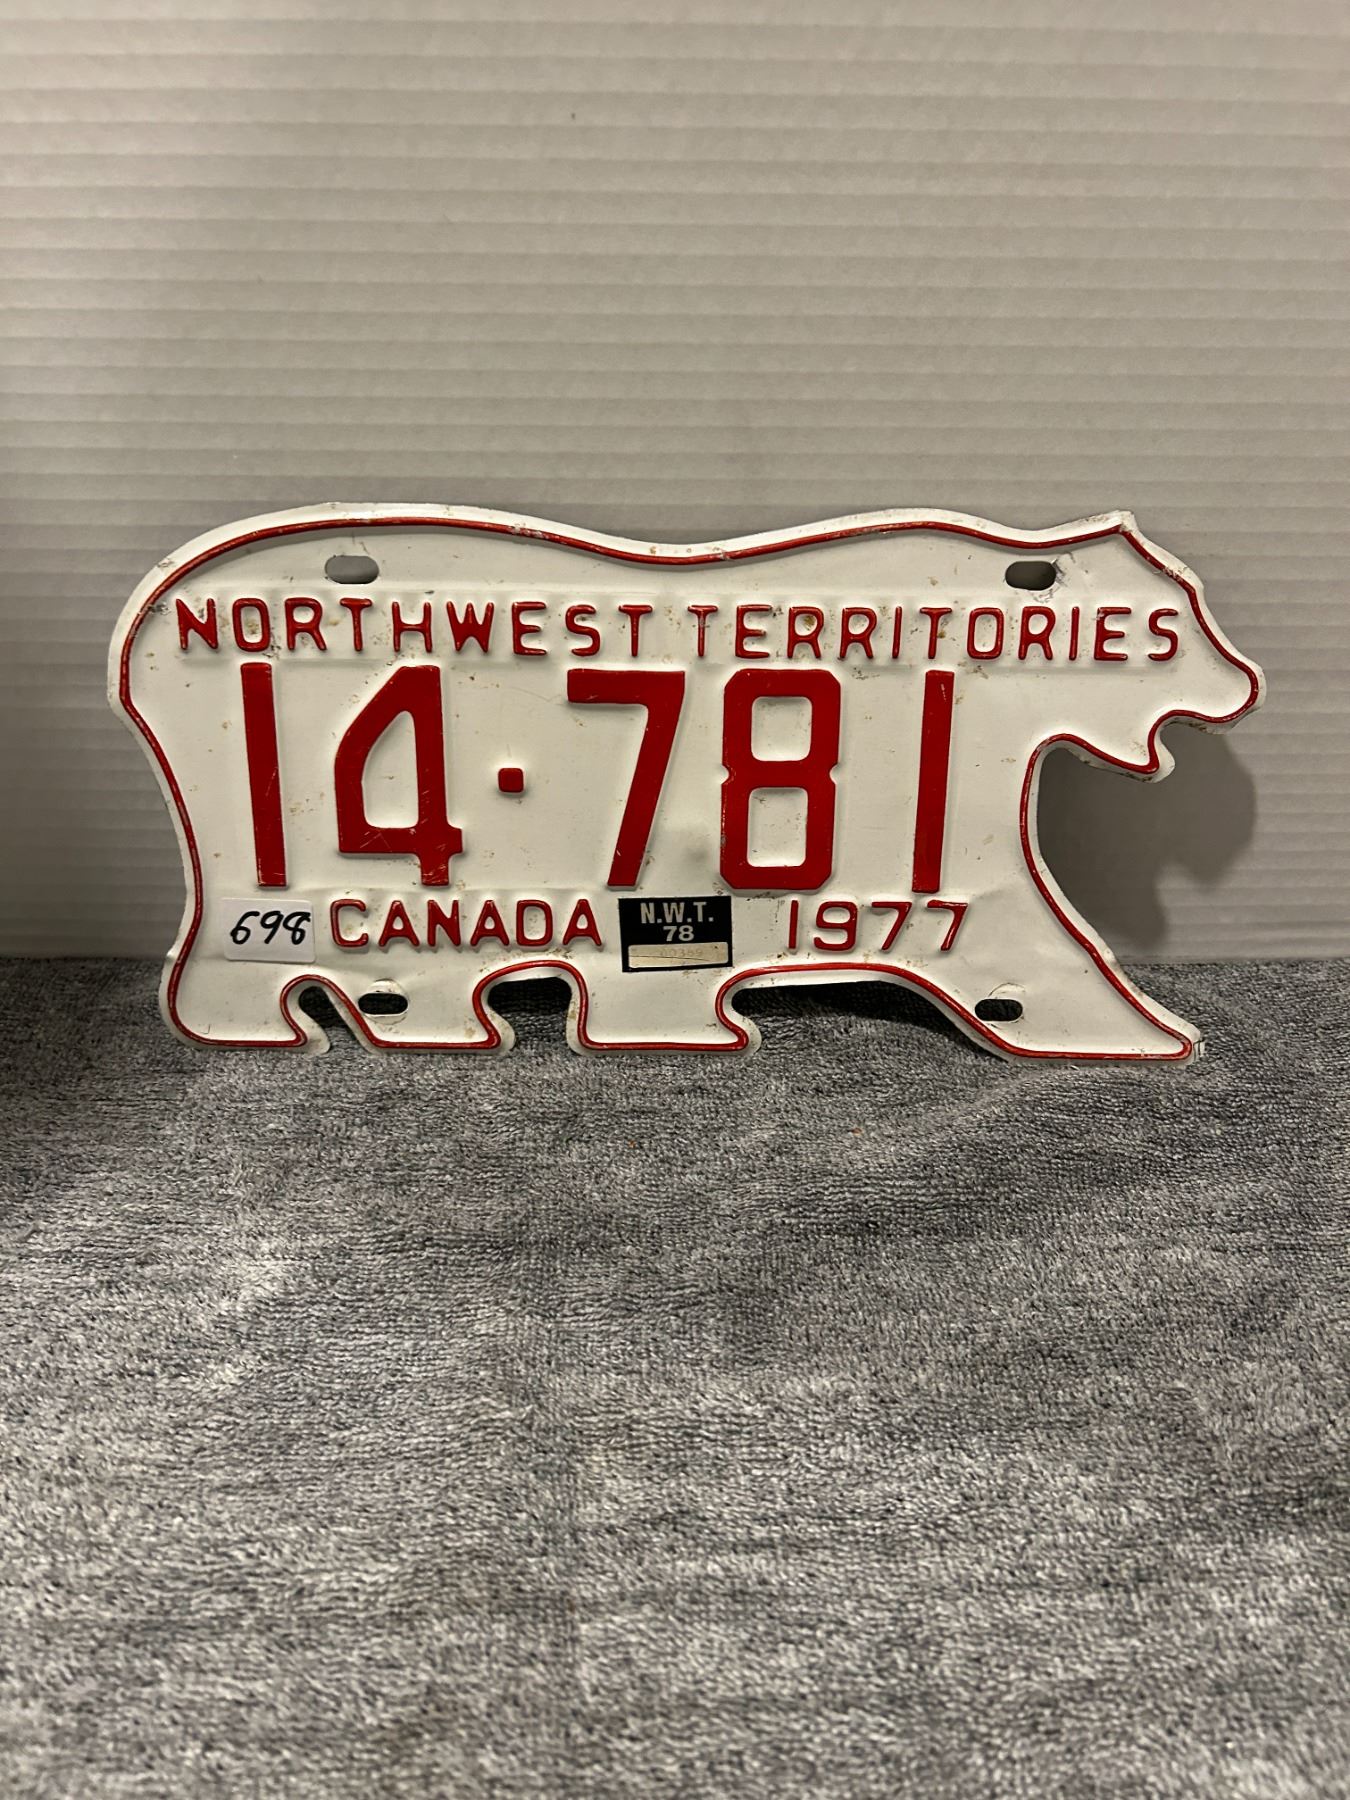 NORTHWEST TERRITORIES
14·781
698 CANADA N.W.T. 1977
78